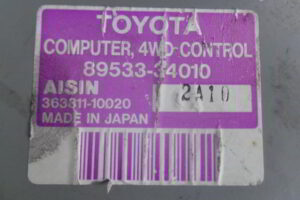 TOYOTA
COMPUTER, 4WD-CONTROL
89533-34010
AISIN 2A10
363311-10020
MADE IN JAPAN